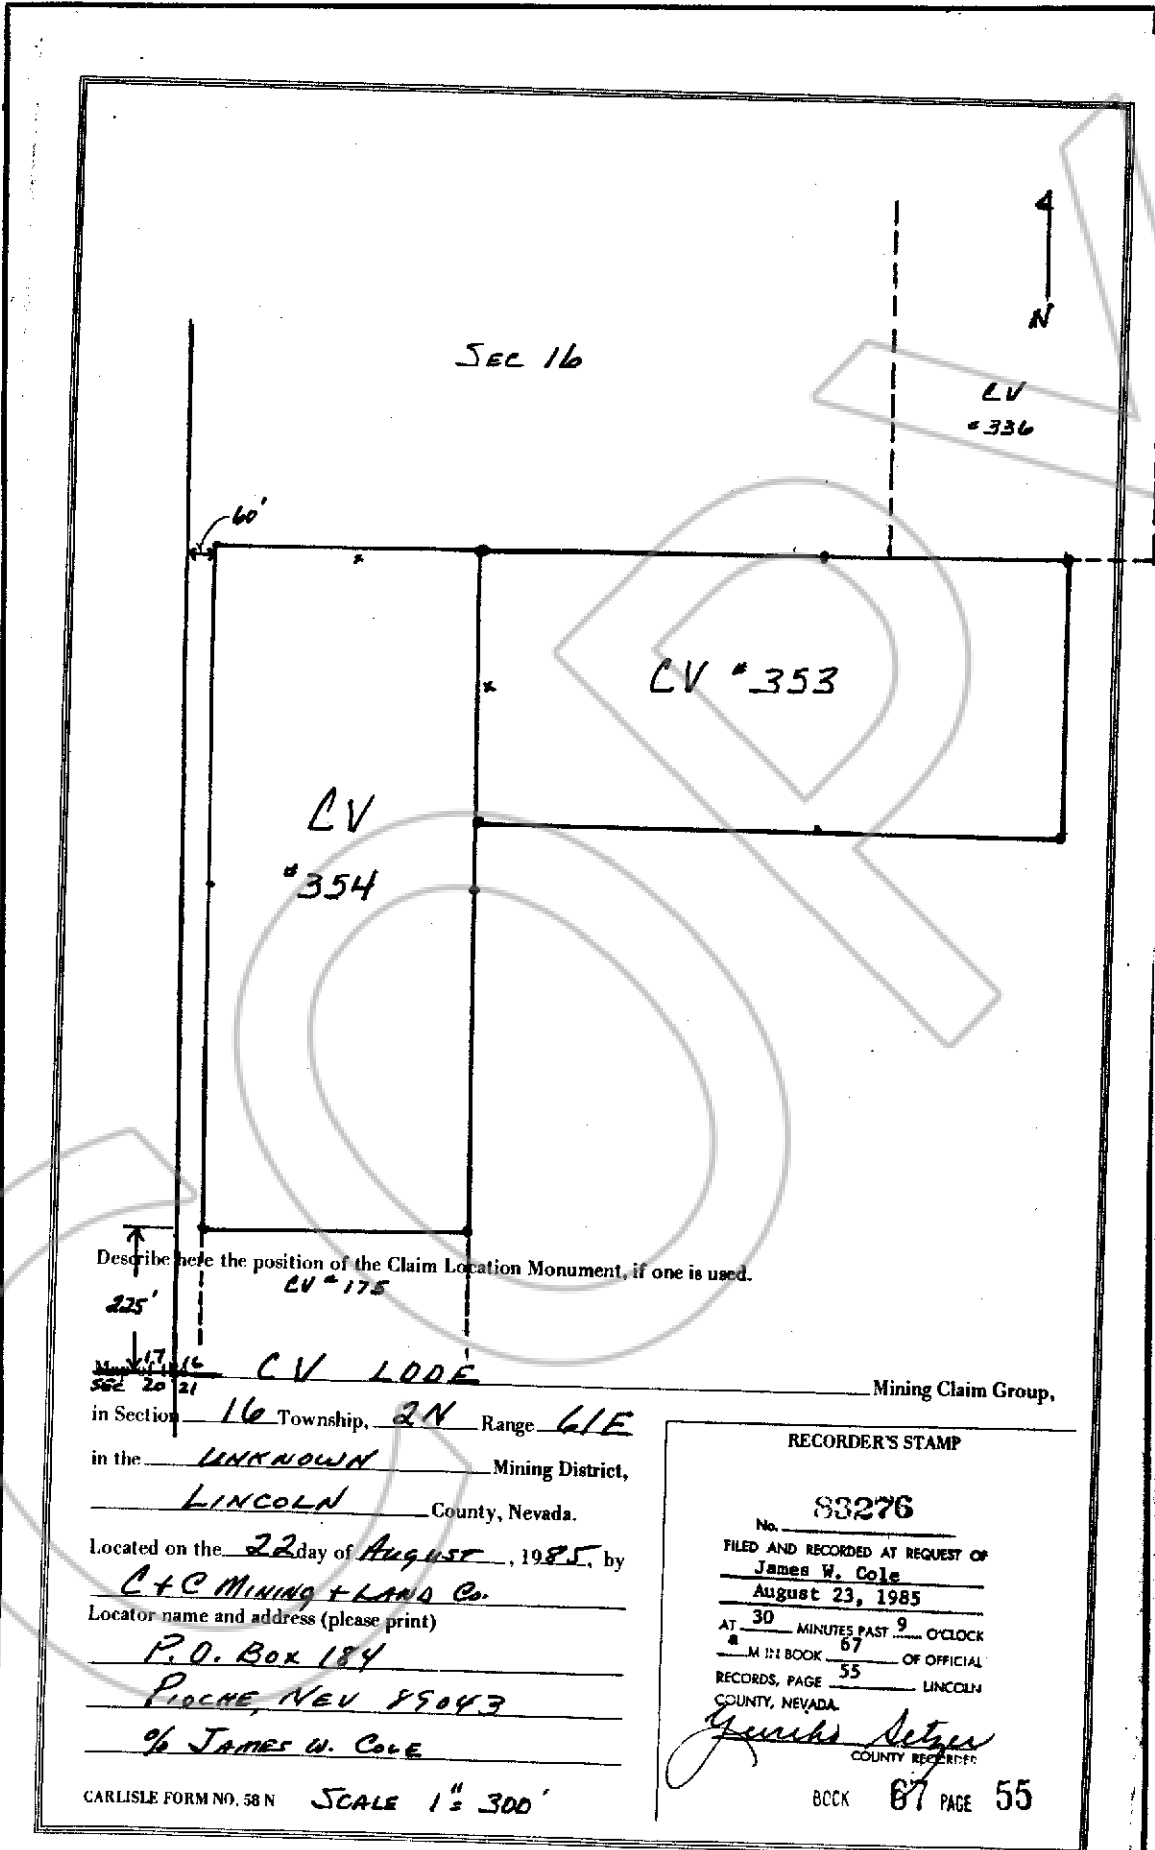 SEC 16
N
CV
#336
60'
CV #353
CV
#354
Describe here the position of the Claim Location Monument, if one is used.
CV #175
225'
17 16
SEC 20 21
CV LODE Mining Claim Group,
in Section 16 Township, 2N Range 61E
in the UNKNOWN Mining District,
LINCOLN County, Nevada.
Located on the 22 day of August, 1985, by
C+C MINING + LAND Co.
Locator name and address (please print)
P.O. Box 184
PIOCHE, NEV 89043
% JAMES W. COLE
CARLISLE FORM NO. 58 N SCALE 1" = 300'
RECORDER'S STAMP
No. 83276
FILED AND RECORDED AT REQUEST OF
James W. Cole
August 23, 1985
AT 30 MINUTES PAST 9 O'CLOCK
a M IN BOOK 67 OF OFFICIAL
RECORDS, PAGE 55 LINCOLN
COUNTY, NEVADA.
Setzer
COUNTY RECORDER
BOOK 67 PAGE 55
COPY